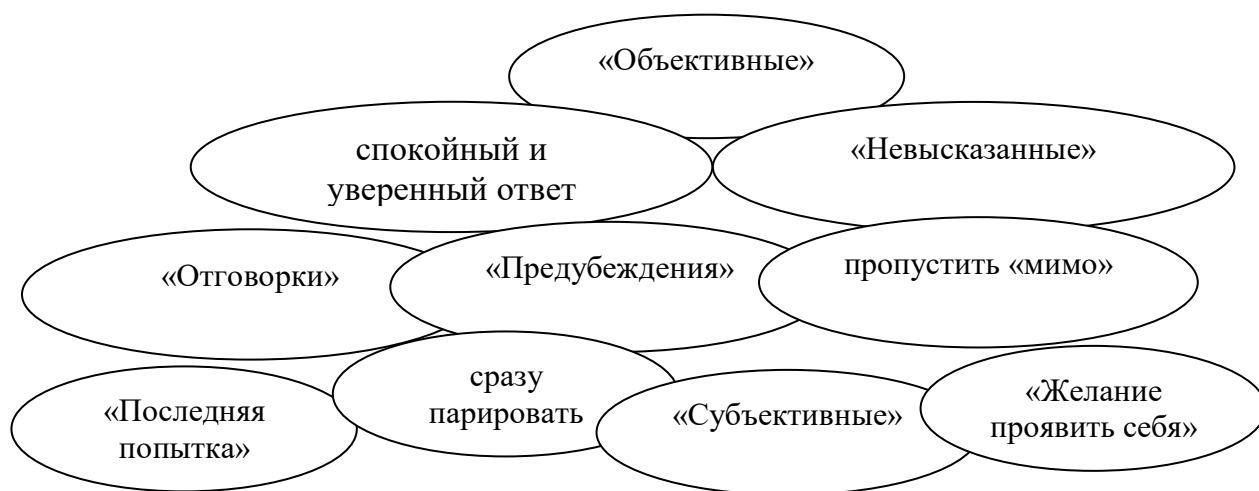 «Объективные»
спокойный и
уверенный ответ
«Невысказанные»
«Отговорки»
«Предубеждения»
пропустить «мимо»
«Последняя
попытка»
сразу
парировать
«Субъективные»
«Желание
проявить себя»